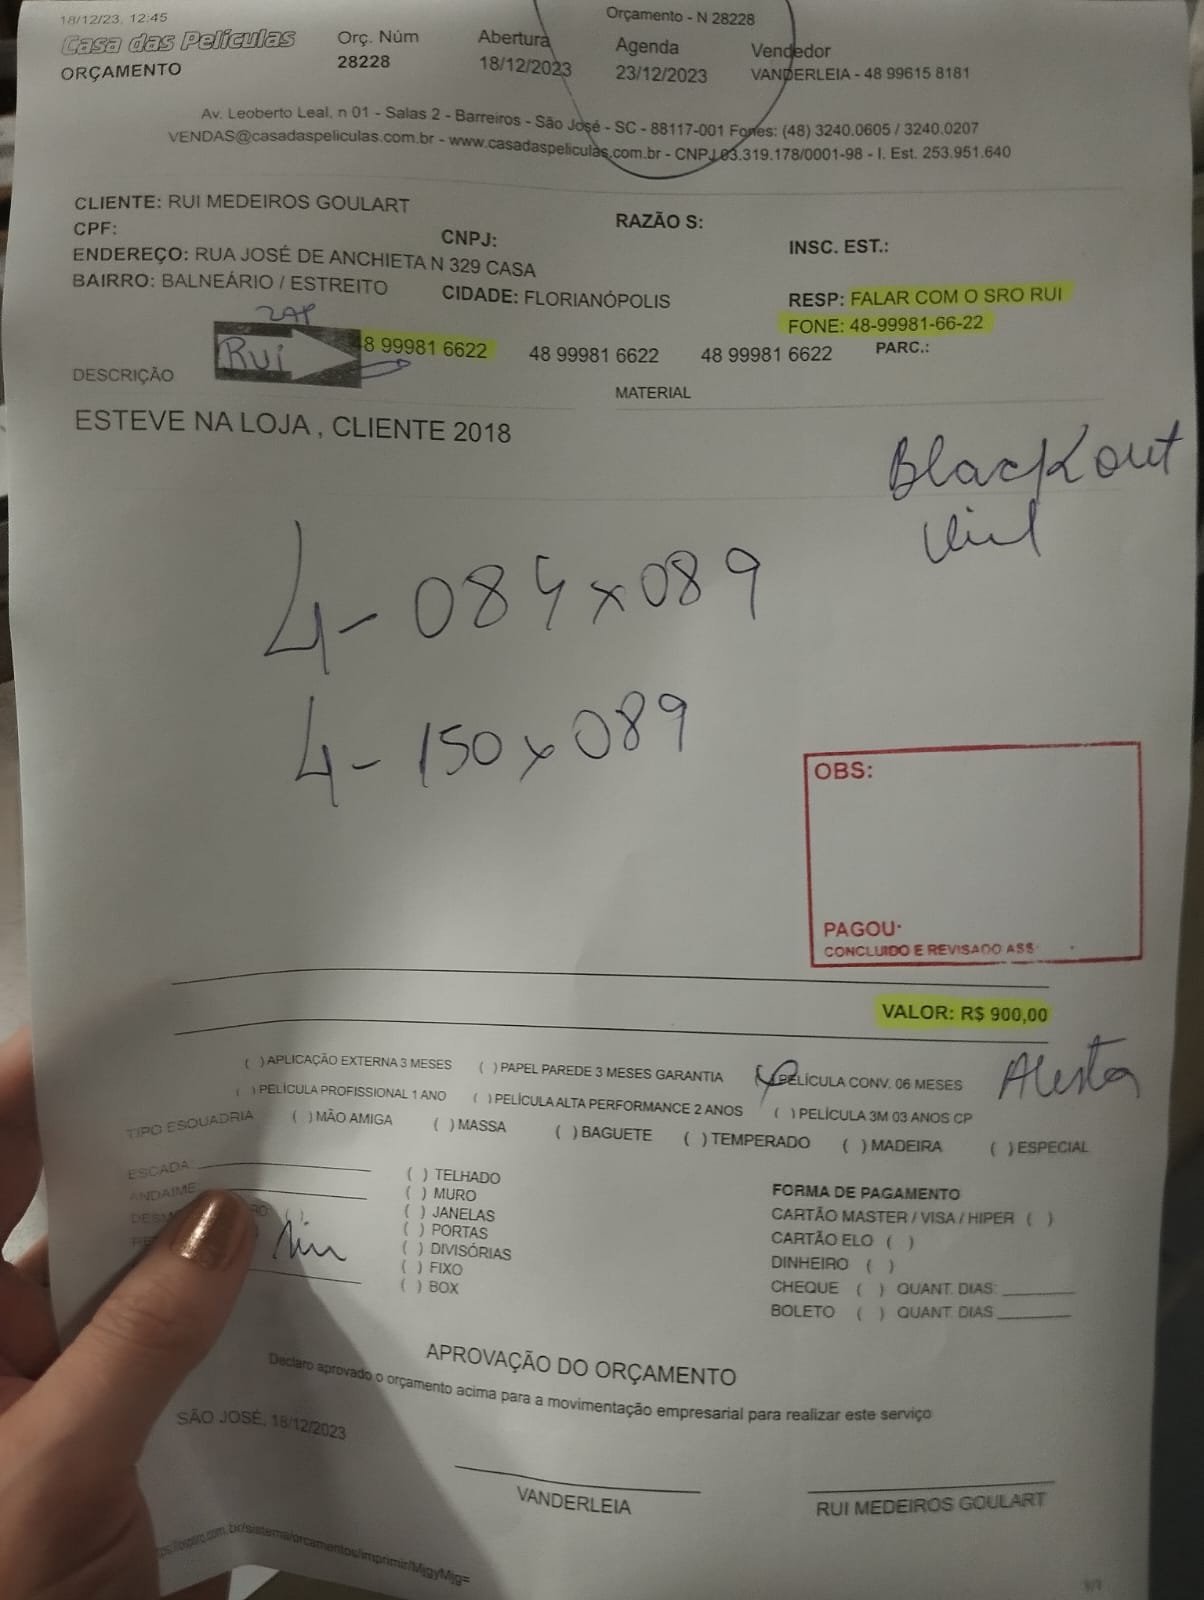 18/12/23, 12:45
Orçamento - N 28228
Casa das Películas
ORÇAMENTO
Orç. Núm
28228
Abertura
18/12/2023
Agenda
23/12/2023
Vendedor
VANDERLEIA - 48 99615 8181
Av. Leoberto Leal, n 01 - Salas 2 - Barreiros - São José - SC - 88117-001 Fones: (48) 3240.0605 / 3240.0207
VENDAS@casadaspeliculas.com.br - www.casadaspeliculas.com.br - CNPJ 03.319.178/0001-98 - I. Est. 253.951.640
CLIENTE: RUI MEDEIROS GOULART
RAZÃO S:
CPF:
CNPJ:
INSC. EST.:
ENDEREÇO: RUA JOSÉ DE ANCHIETA N 329 CASA
BAIRRO: BALNEÁRIO / ESTREITO
CIDADE: FLORIANÓPOLIS
RESP: FALAR COM O SRO RUI
FONE: 48-99981-66-22
ZAP
Rui
8 99981 6622
48 99981 6622
48 99981 6622
PARC.:
DESCRIÇÃO
MATERIAL
ESTEVE NA LOJA , CLIENTE 2018
Blackout
4- 084x089
4- 150x089
OBS:
PAGOU:
CONCLUIDO E REVISADO ASS:
VALOR: R$ 900,00
( ) APLICAÇÃO EXTERNA 3 MESES ( ) PAPEL PAREDE 3 MESES GARANTIA ( ) PELÍCULA CONV. 06 MESES
( ) PELÍCULA PROFISSIONAL 1 ANO ( ) PELÍCULA ALTA PERFORMANCE 2 ANOS ( ) PELÍCULA 3M 03 ANOS CP
TIPO ESQUADRIA ( ) MÃO AMIGA ( ) MASSA ( ) BAGUETE ( ) TEMPERADO ( ) MADEIRA ( ) ESPECIAL
ESCADA:
ANDAIME:
( ) TELHADO
( ) MURO
( ) JANELAS
( ) PORTAS
( ) DIVISÓRIAS
( ) FIXO
( ) BOX
FORMA DE PAGAMENTO
CARTÃO MASTER / VISA / HIPER ( )
CARTÃO ELO ( )
DINHEIRO ( )
CHEQUE ( ) QUANT. DIAS:
BOLETO ( ) QUANT. DIAS
APROVAÇÃO DO ORÇAMENTO
Declaro aprovado o orçamento acima para a movimentação empresarial para realizar este serviço
SÃO JOSÉ, 18/12/2023
VANDERLEIA
RUI MEDEIROS GOULART
1/1